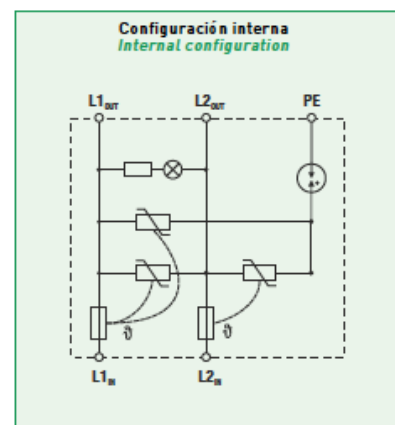 Configuración interna
Internal configuration
L1OUT L2OUT PE
ϑ ϑ
L1IN L2IN